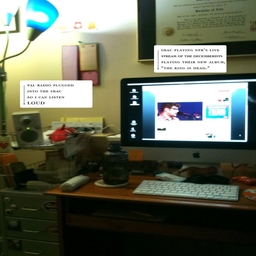 IMAC PLAYING NPR'S LIVE
STREAM OF THE DECEMBERISTS
PLAYING THEIR NEW ALBUM,
"THE KING IS DEAD."
PAL RADIO PLUGGED
INTO THE IMAC
SO I CAN LISTEN
LOUD